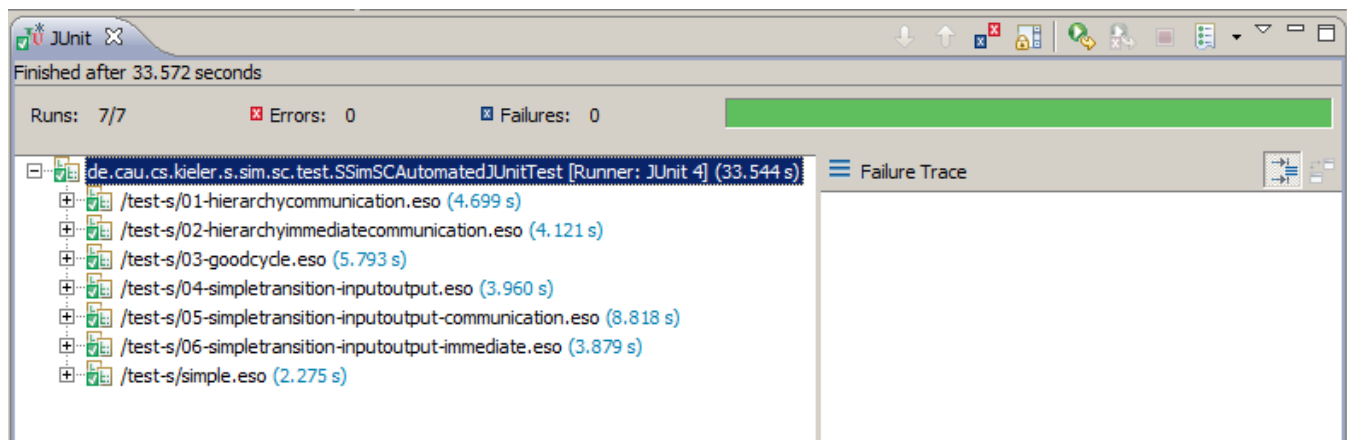 JUnit
Finished after 33.572 seconds
Runs: 7/7 Errors: 0 Failures: 0
de.cau.cs.kieler.s.sim.sc.test.SSimSCAutomatedJUnitTest [Runner: JUnit 4] (33.544 s)
Failure Trace
/test-s/01-hierarchycommunication.eso (4.699 s)
/test-s/02-hierarchyimmediatecommunication.eso (4.121 s)
/test-s/03-goodcycle.eso (5.793 s)
/test-s/04-simpletransition-inputoutput.eso (3.960 s)
/test-s/05-simpletransition-inputoutput-communication.eso (8.818 s)
/test-s/06-simpletransition-inputoutput-immediate.eso (3.879 s)
/test-s/simple.eso (2.275 s)